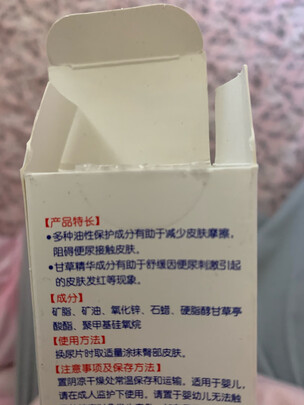 【产品特长】
●多种油性保护成分有助于减少皮肤摩擦，
阻碍便尿接触皮肤。
●甘草精华成分有助于舒缓因便尿刺激引起
的皮肤发红等现象。
【成分】
矿脂、矿油、氧化锌、石蜡、硬脂醇甘草亭
酸酯、聚甲基硅氧烷
【使用方法】
换尿片时取适量涂抹臀部皮肤。
【注意事项及保存方法】
置阴凉干燥处常温保存和运输。适用于婴儿，
请在成人监护下使用，请置于婴幼儿无法触